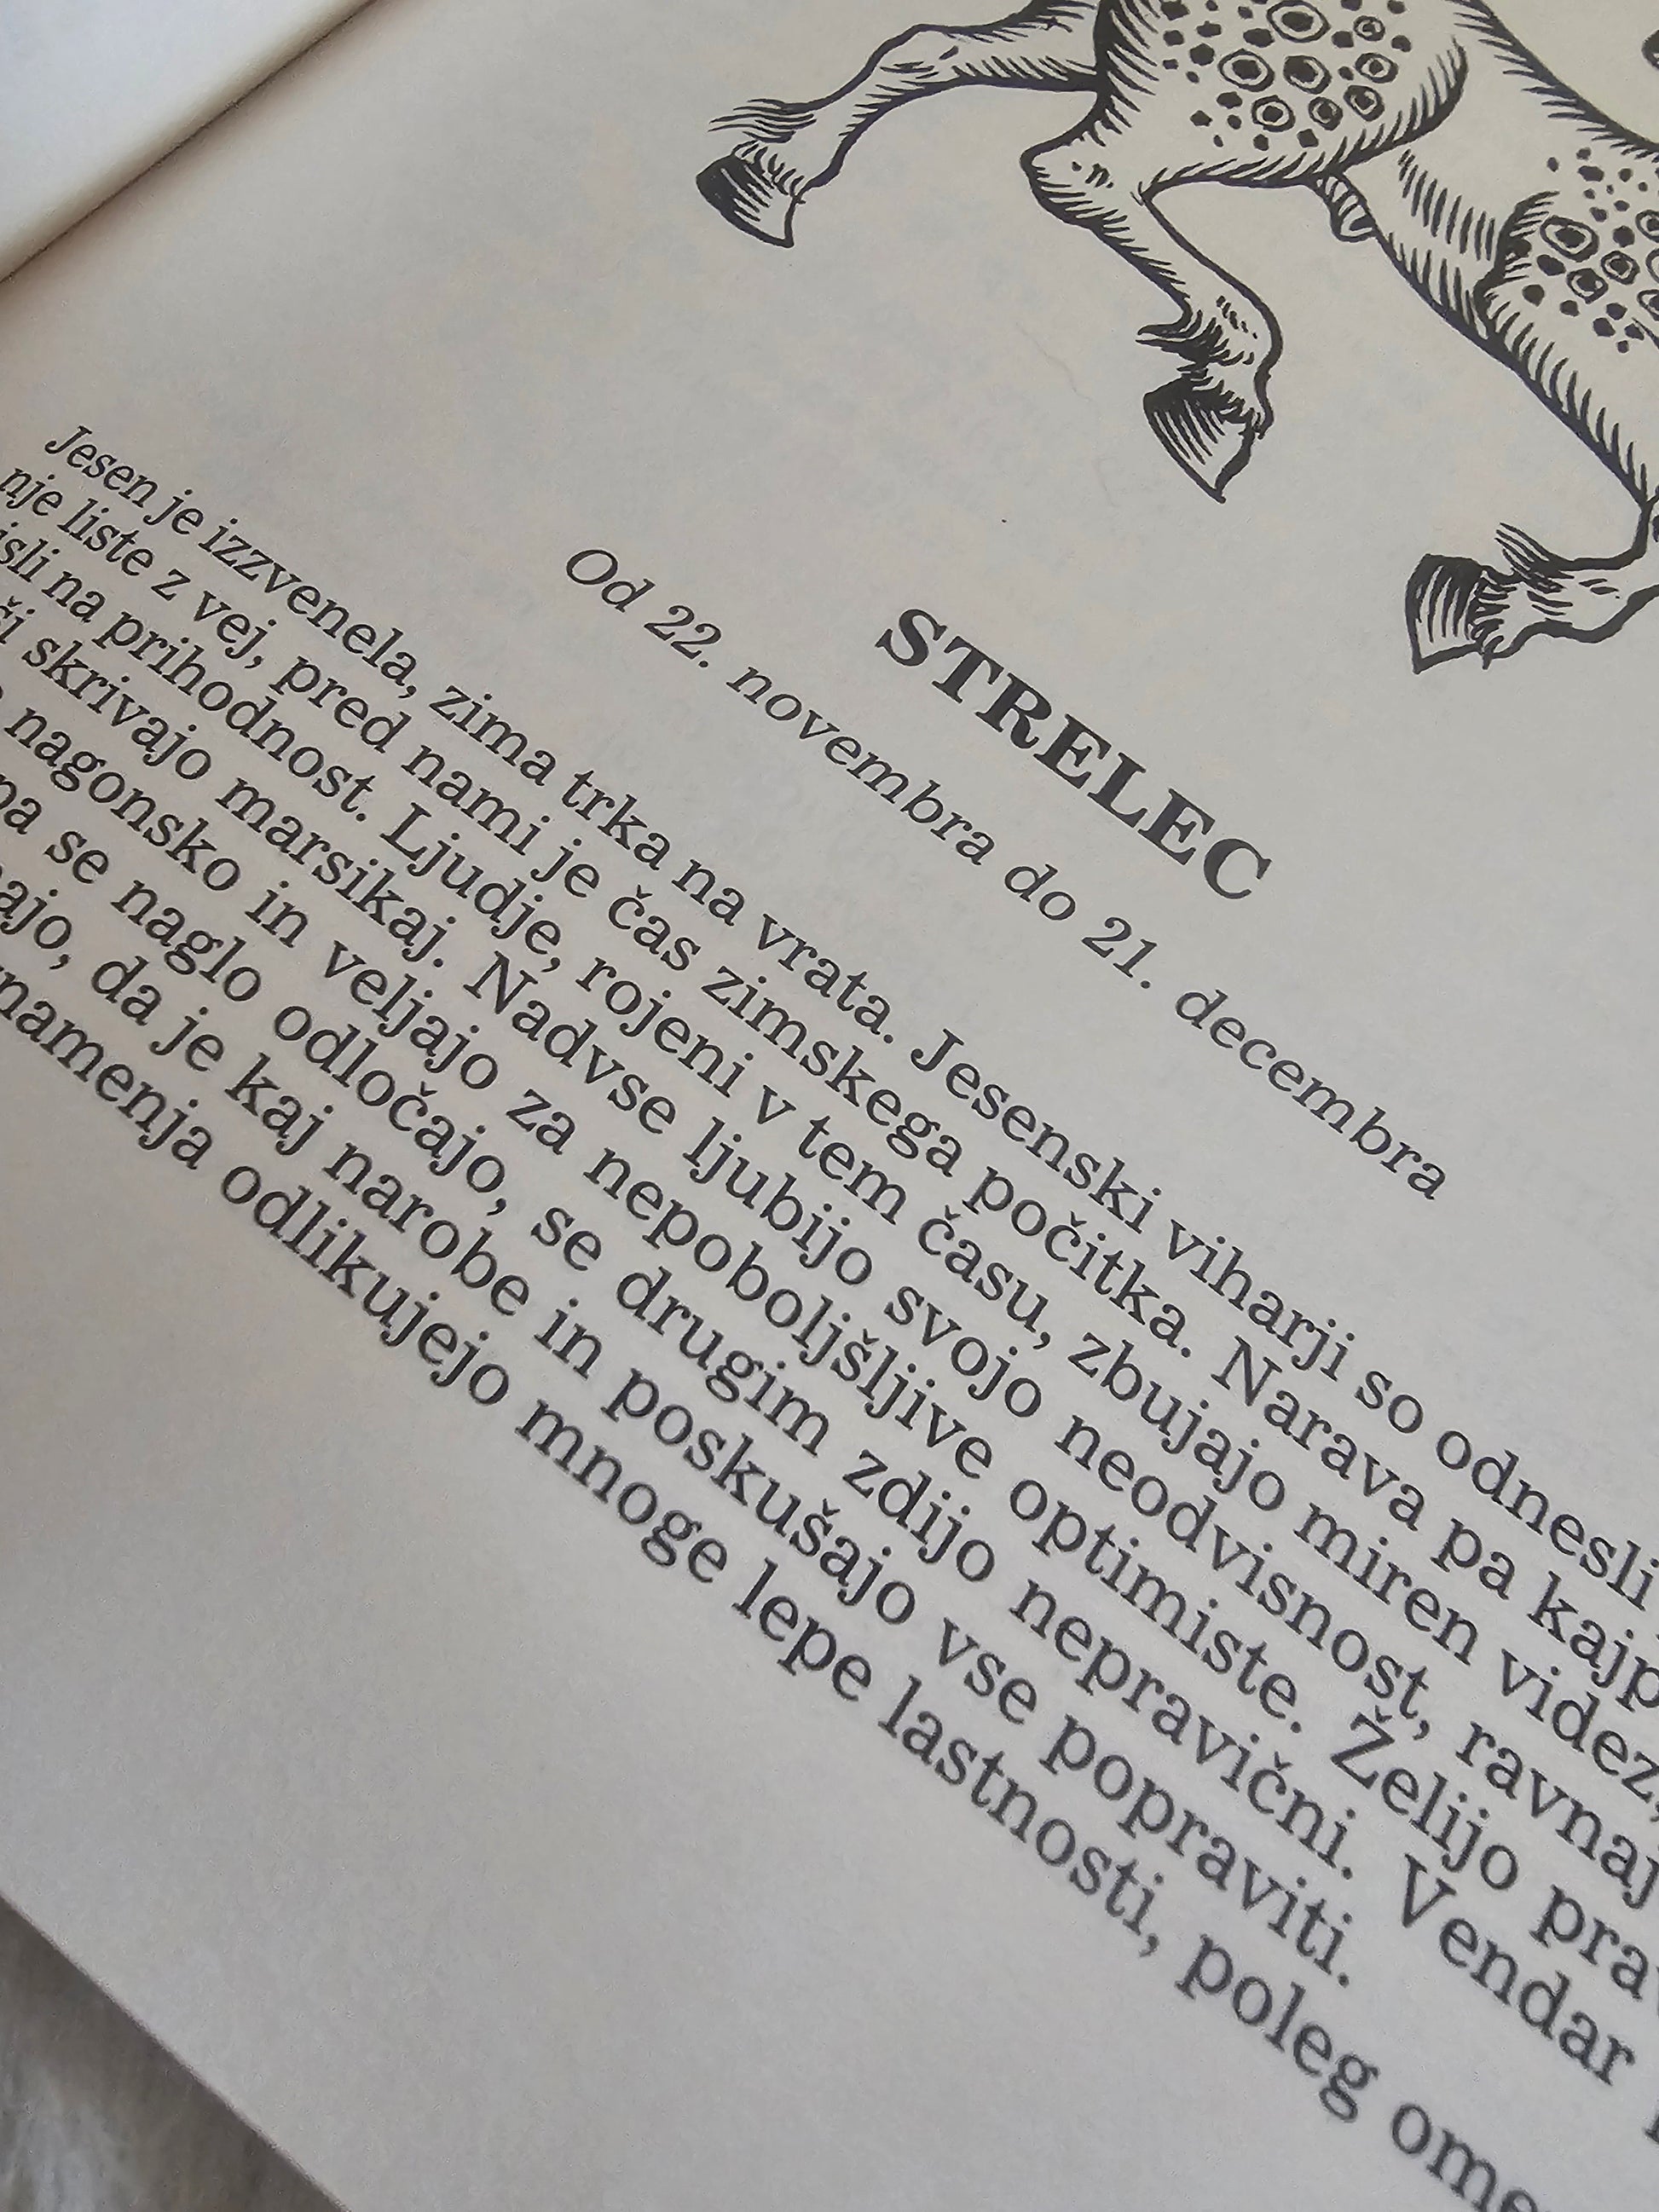 STRELEC
Od 22. novembra do 21. decembra
Jesen je izzvenela, zima trka na vrata. Jesenski viharji so odnesli
nje liste z vej, pred nami je čas zimskega počitka. Narava pa
na prihodnost. Ljudje, rojeni v tem času, zbujajo miren videz,
skrivajo marsikaj. Nadvse ljubijo svojo neodvisnost,
nagonsko in veljajo za nepoboljšljive optimiste. Želijo
se naglo odločajo, se drugim zdijo nepravični. Vendar
da je kaj narobe in poskušajo vse popraviti.
odlikujejo mnoge lepe lastnosti, poleg